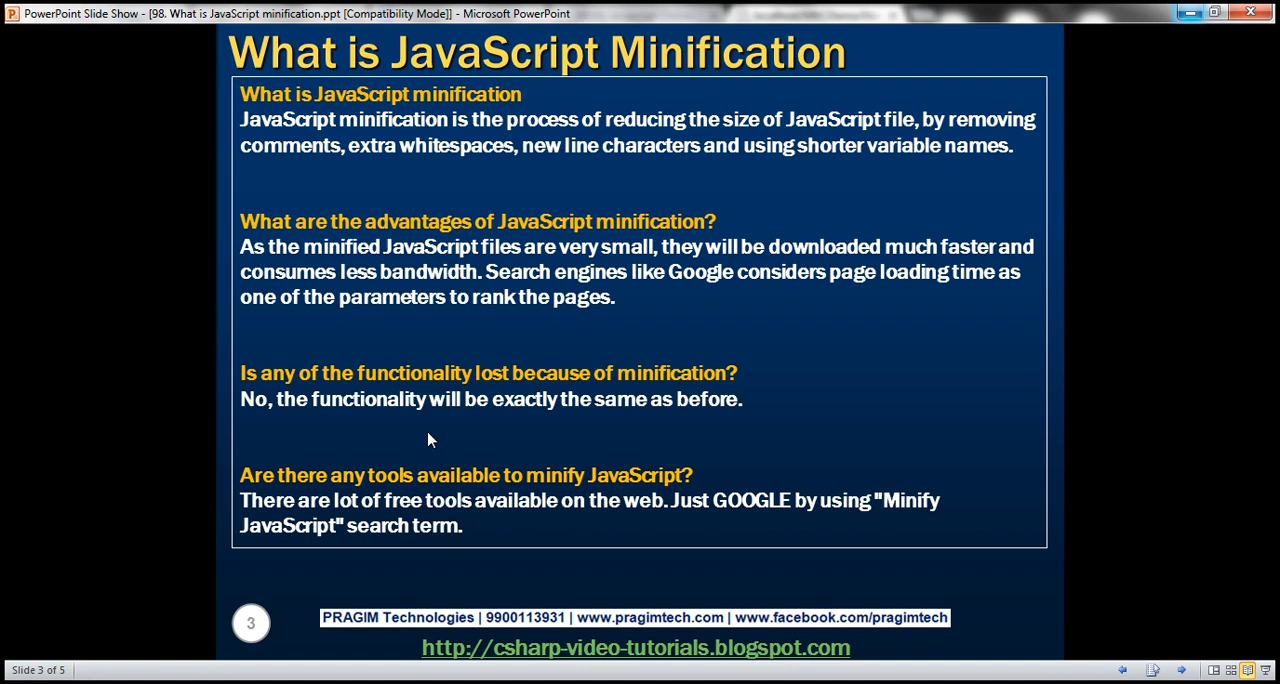 PowerPoint Slide Show - [98. What is JavaScript minification.ppt [Compatibility Mode]] - Microsoft PowerPoint
What is JavaScript Minification
What is JavaScript minification
JavaScript minification is the process of reducing the size of JavaScript file, by removing
comments, extra whitespaces, new line characters and using shorter variable names.
What are the advantages of JavaScript minification?
As the minified JavaScript files are very small, they will be downloaded much faster and
consumes less bandwidth. Search engines like Google considers page loading time as
one of the parameters to rank the pages.
Is any of the functionality lost because of minification?
No, the functionality will be exactly the same as before.
Are there any tools available to minify JavaScript?
There are lot of free tools available on the web. Just GOOGLE by using "Minify
JavaScript" search term.
3
PRAGIM Technologies | 9900113931 | www.pragimtech.com | www.facebook.com/pragimtech
http://csharp-video-tutorials.blogspot.com
Slide 3 of 5